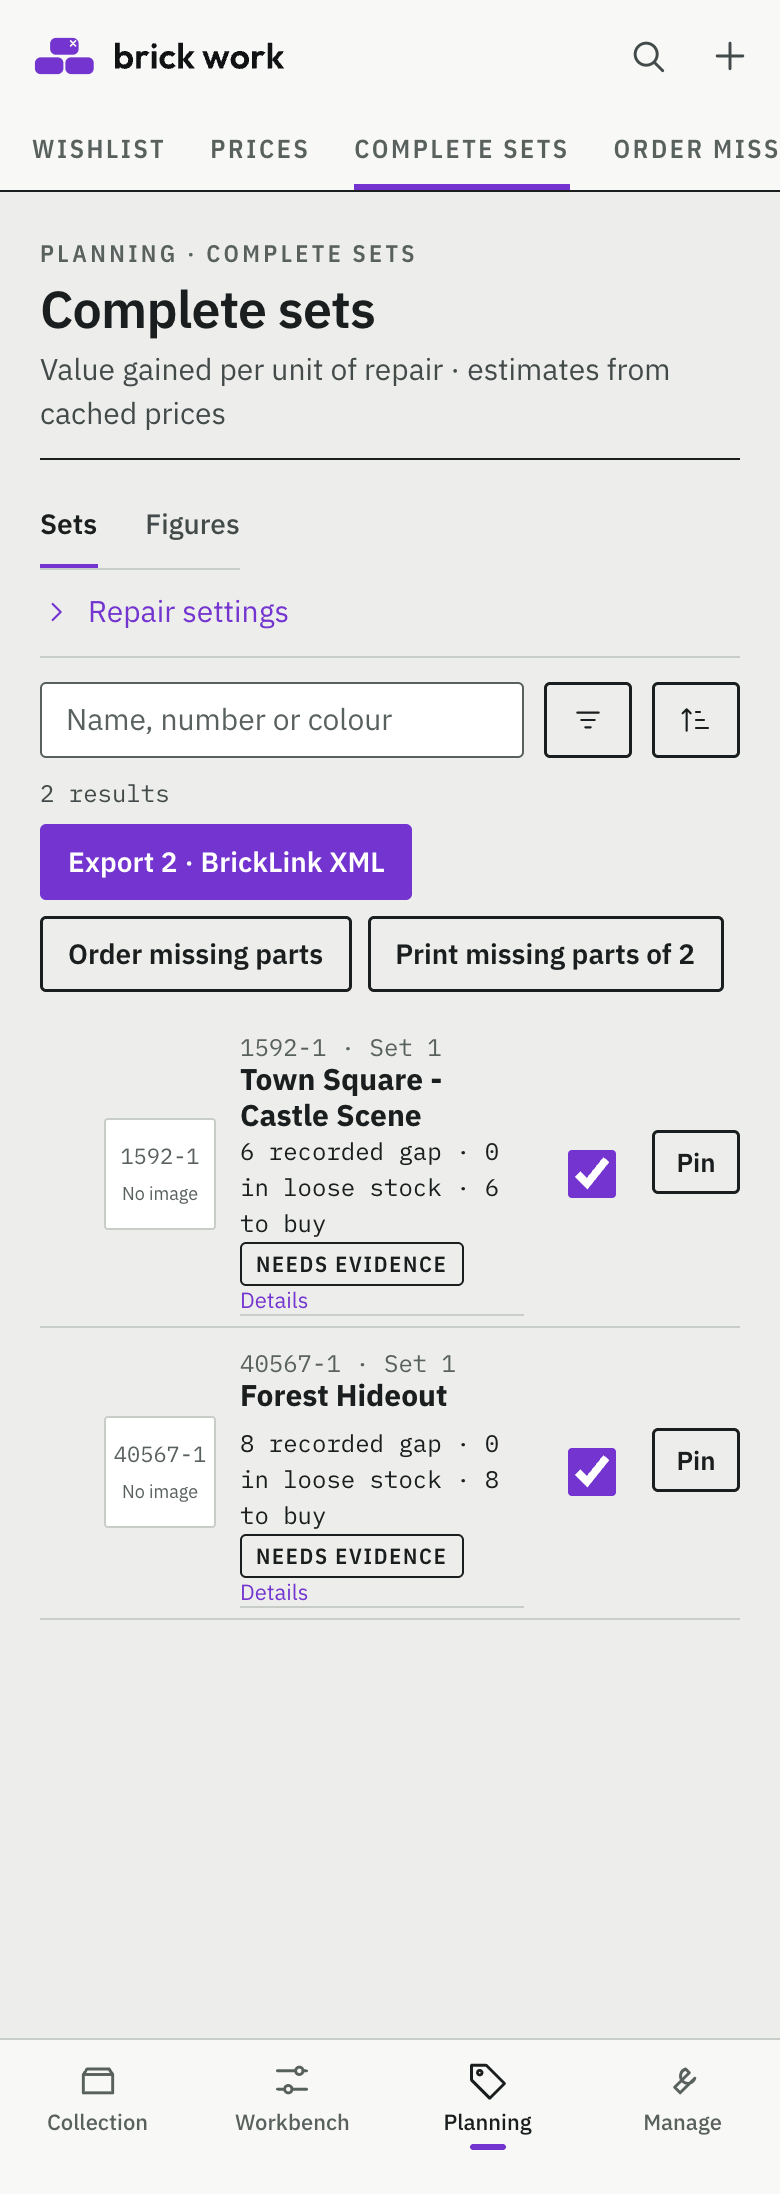 brick work
WISHLIST PRICES COMPLETE SETS ORDER MISS
PLANNING · COMPLETE SETS
Complete sets
Value gained per unit of repair · estimates from
cached prices
Sets Figures
Repair settings
Name, number or colour
2 results
Export 2 · BrickLink XML
Order missing parts Print missing parts of 2
1592-1 · Set 1
Town Square -
Castle Scene
1592-1
No image
6 recorded gap · 0
in loose stock · 6
to buy
Pin
NEEDS EVIDENCE
Details
40567-1 · Set 1
Forest Hideout
40567-1
No image
8 recorded gap · 0
in loose stock · 8
to buy
Pin
NEEDS EVIDENCE
Details
Collection Workbench Planning Manage